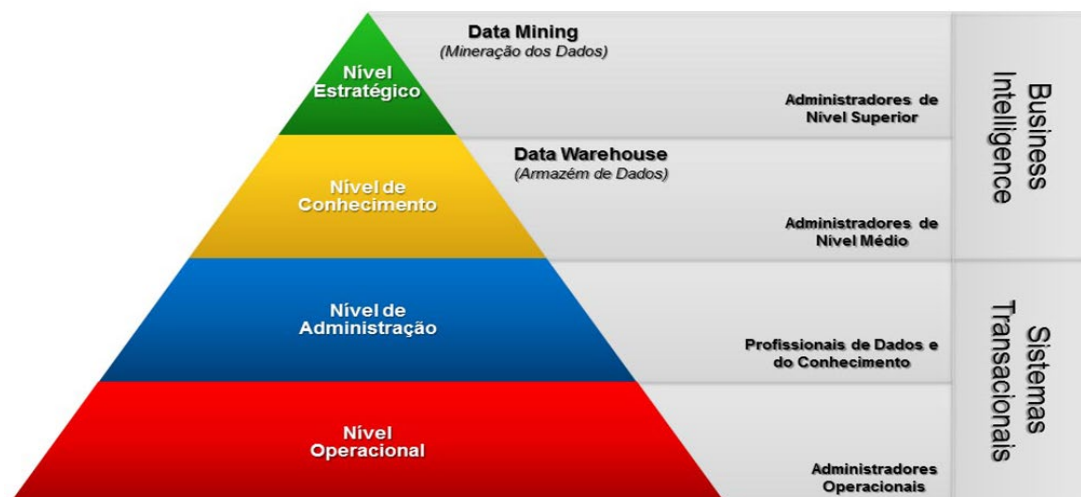 Data Mining
(Mineração dos Dados)
Nível
Estratégico
Administradores de
Nível Superior
Business
Intelligence
Data Warehouse
(Armazém de Dados)
Nível de
Conhecimento
Administradores de
Nível Médio
Nível de
Administração
Profissionais de Dados e
do Conhecimento
Sistemas
Transacionais
Nível
Operacional
Administradores
Operacionais